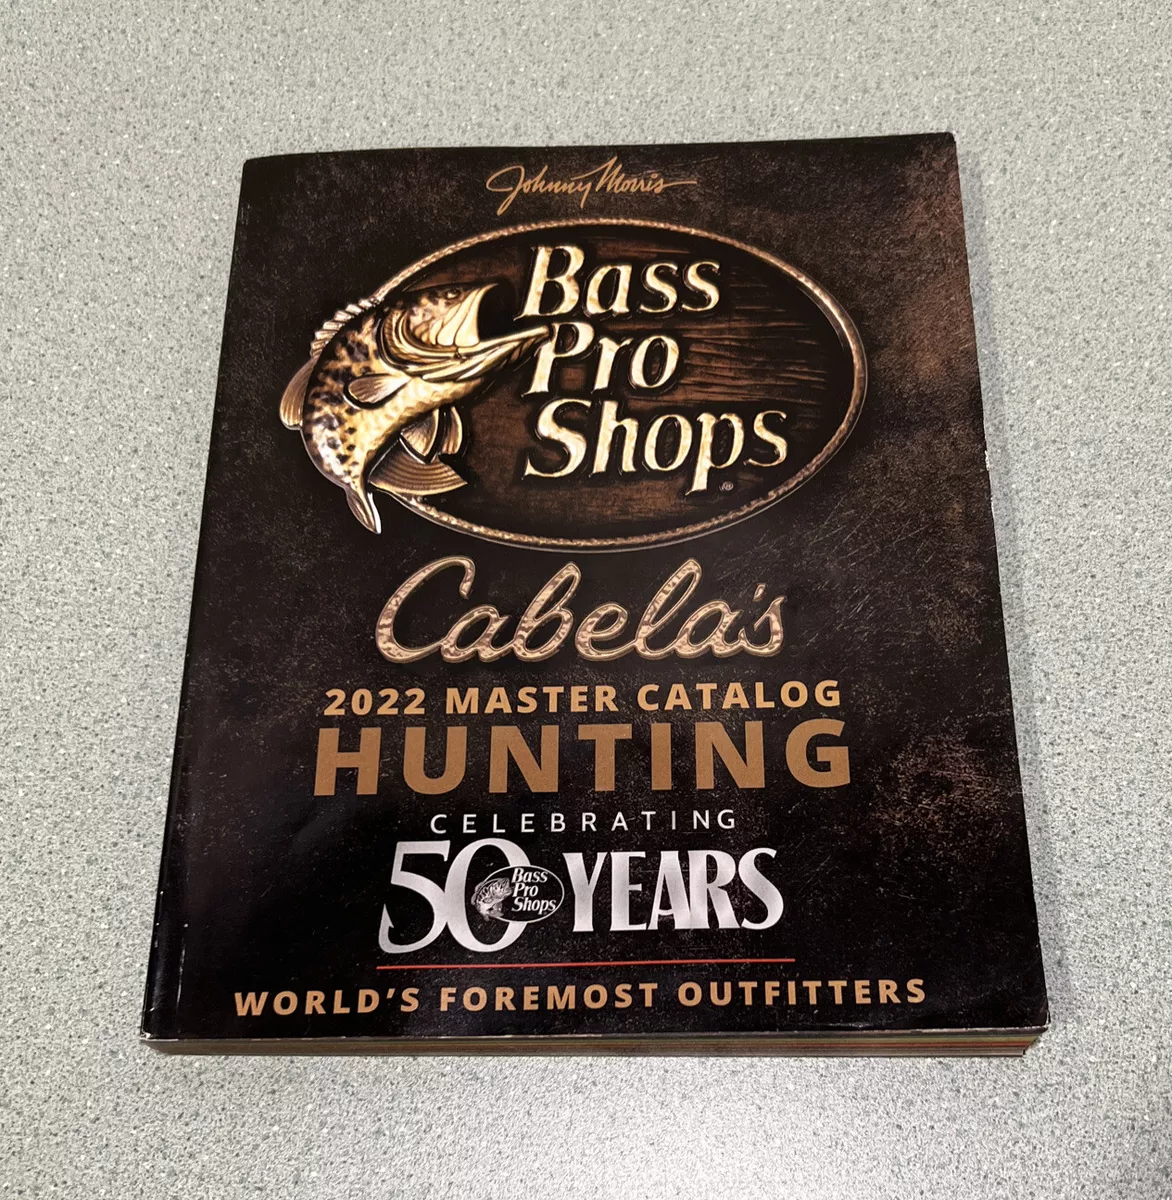 Johnny Morris
Bass
Pro
Shops
®
Cabela's
2022 MASTER CATALOG
HUNTING
CELEBRATING
50 YEARS
Bass
Pro
Shops
WORLD'S FOREMOST OUTFITTERS